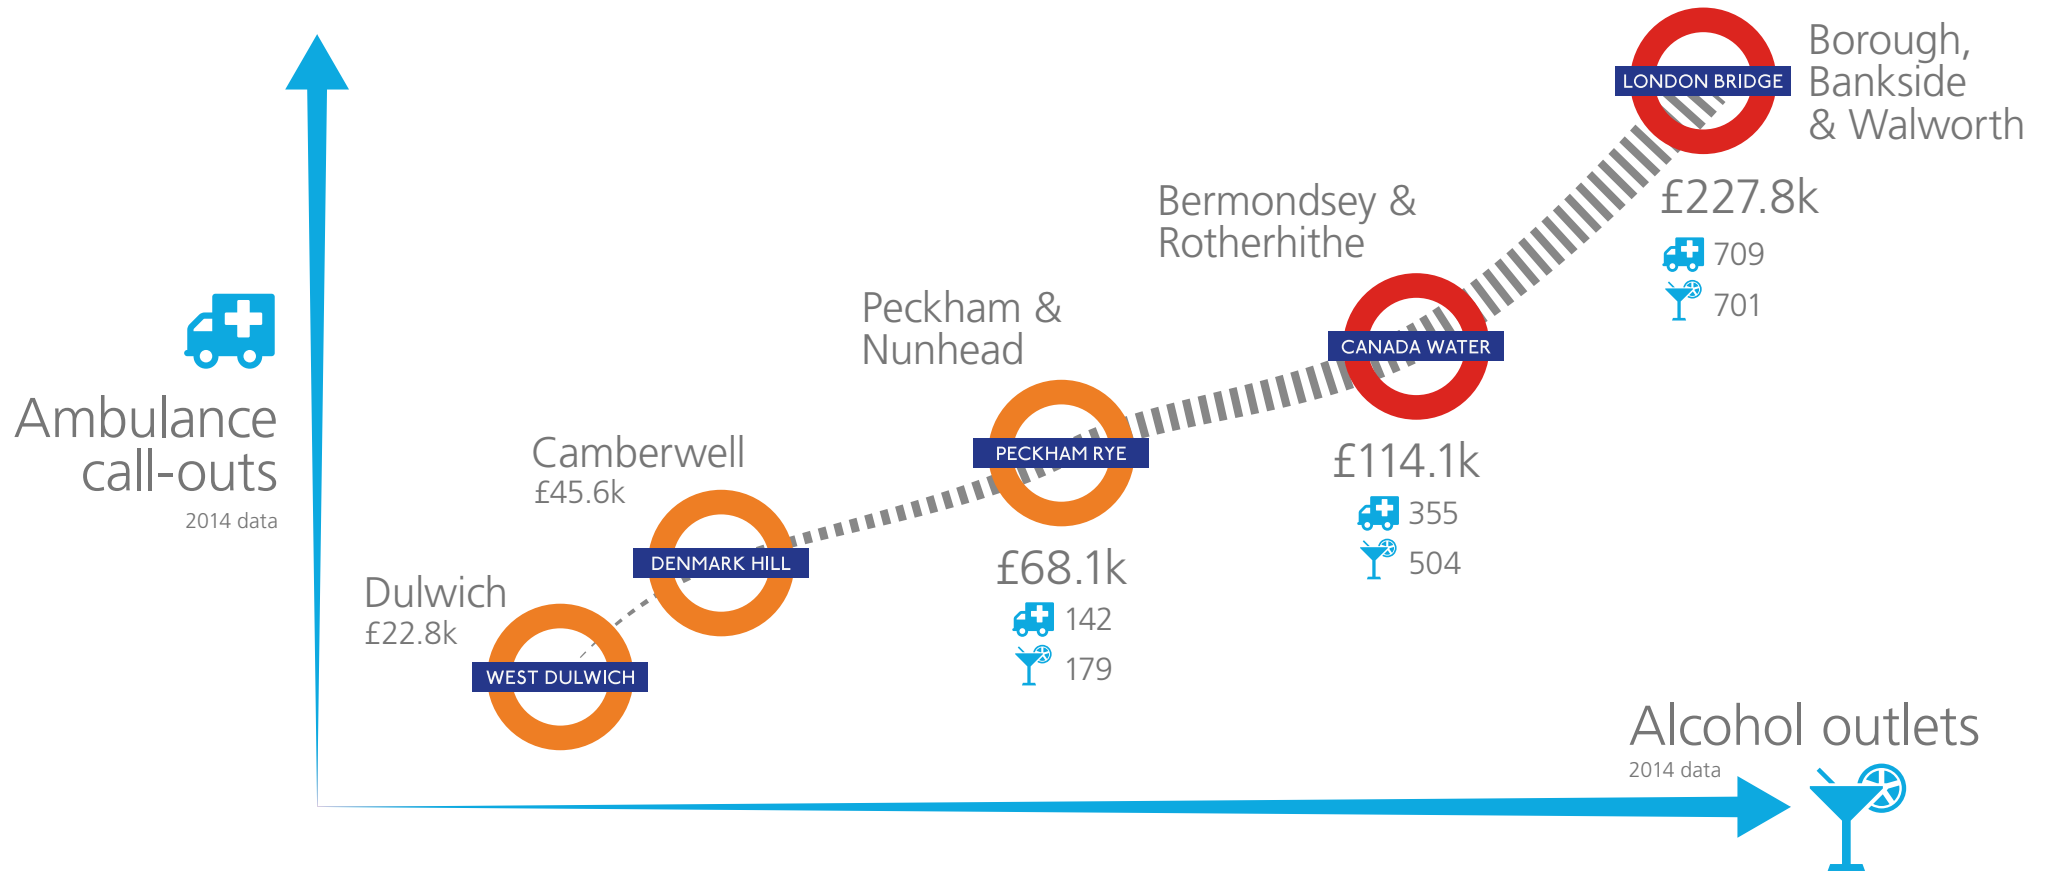 Ambulance
call-outs
2014 data
Dulwich
£22.8k
WEST DULWICH
Camberwell
£45.6k
DENMARK HILL
Peckham &
Nunhead
PECKHAM RYE
£68.1k
142
179
Bermondsey &
Rotherhithe
CANADA WATER
£114.1k
355
504
LONDON BRIDGE
Borough,
Bankside
& Walworth
£227.8k
709
701
Alcohol outlets
2014 data